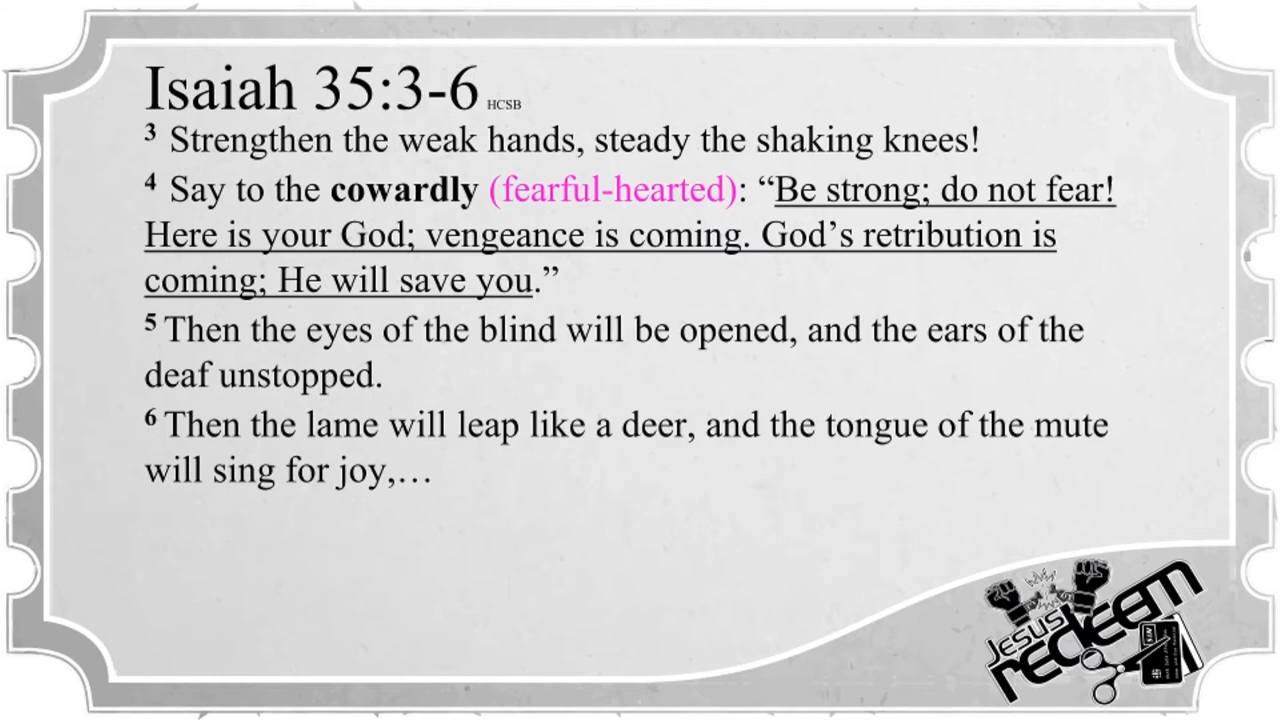 Isaiah 35:3-6 HCSB
³ Strengthen the weak hands, steady the shaking knees!
⁴ Say to the cowardly (fearful-hearted): “Be strong; do not fear!
Here is your God; vengeance is coming. God’s retribution is
coming; He will save you.”
⁵ Then the eyes of the blind will be opened, and the ears of the
deaf unstopped.
⁶ Then the lame will leap like a deer, and the tongue of the mute
will sing for joy,…
Jesus
redeem